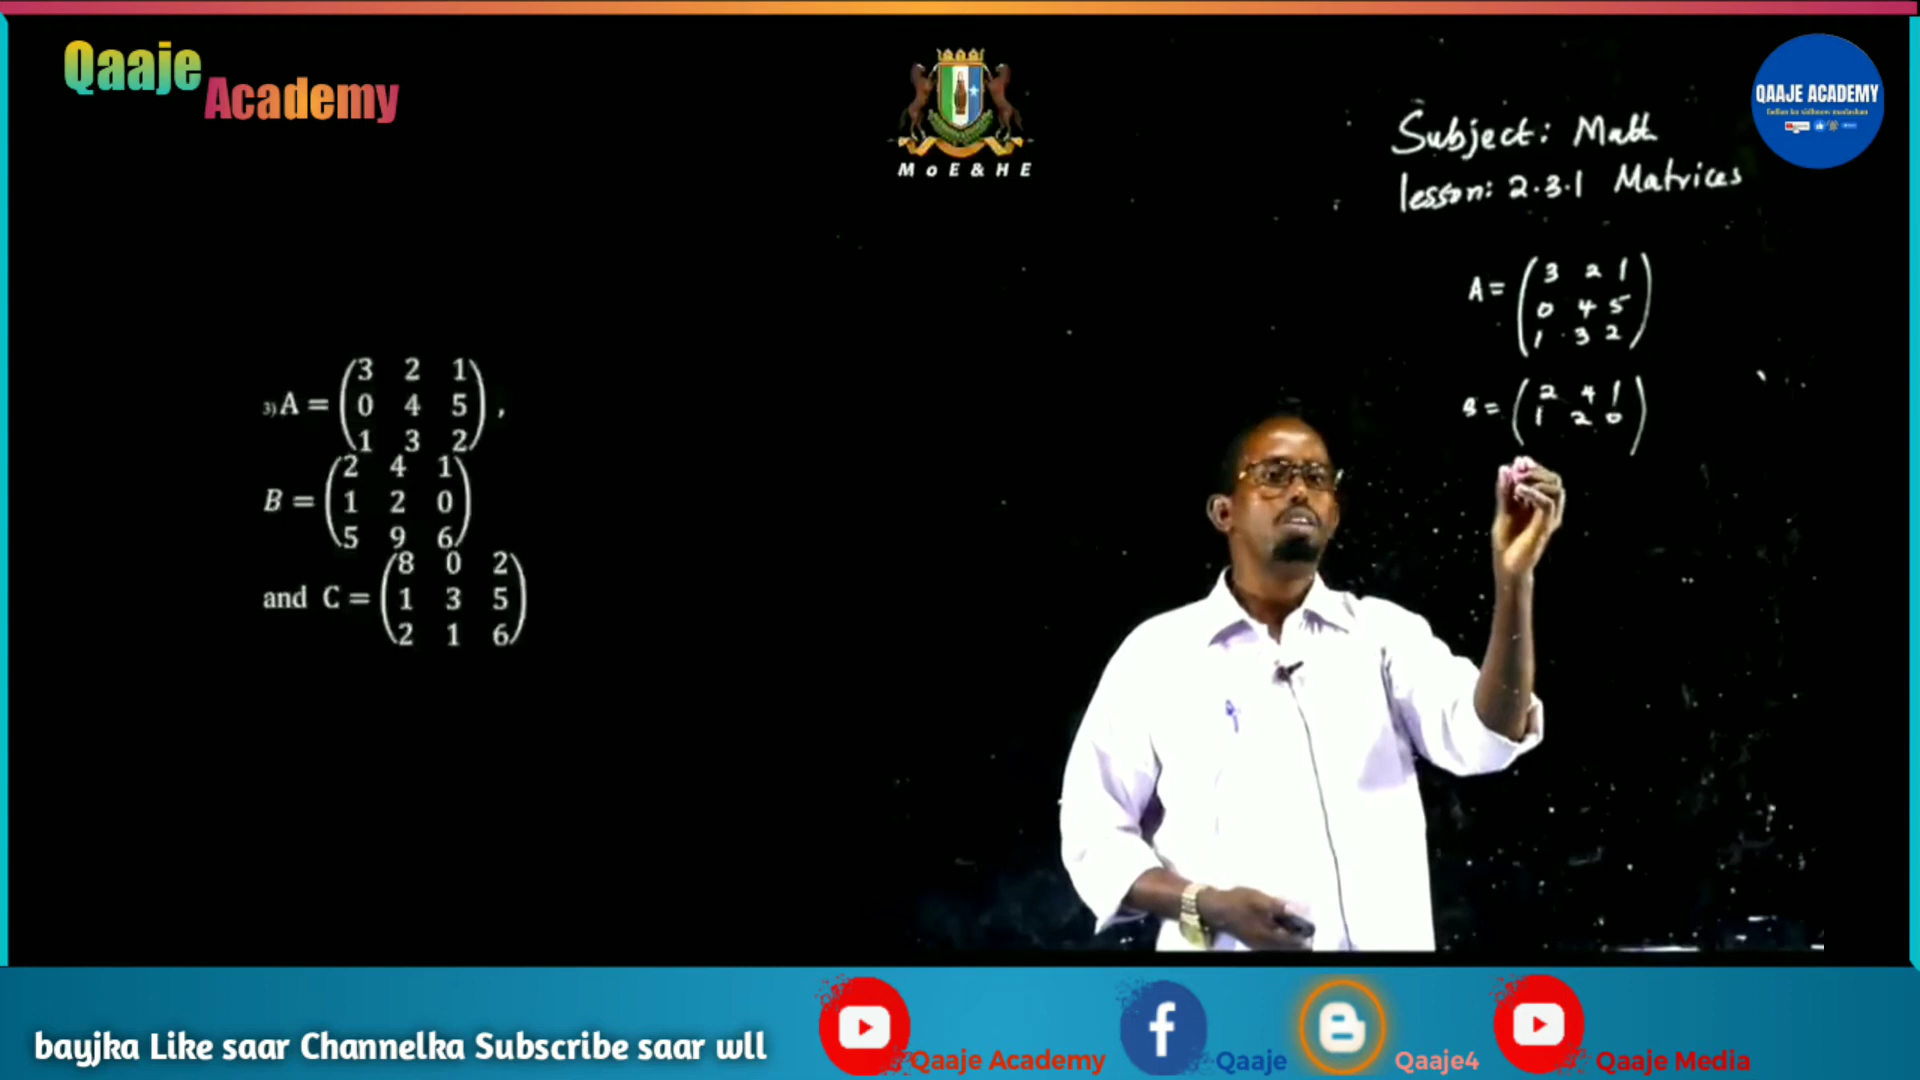 Qaaje
Academy
M o E & H E
QAAJE ACADEMY
Subject: Math
lesson: 2.3.1 Matrices
A = ( 3 2 1
0 4 5
1 3 2 )
B = ( 2 4 1
1 2 0 )
3) A = ( 3 2 1
0 4 5
1 3 2 ) ,
B = ( 2 4 1
1 2 0
5 9 6 )
and C = ( 8 0 2
1 3 5
2 1 6 )
bayjka Like saar Channelka Subscribe saar wll
Qaaje Academy
Qaaje
Qaaje4
Qaaje Media